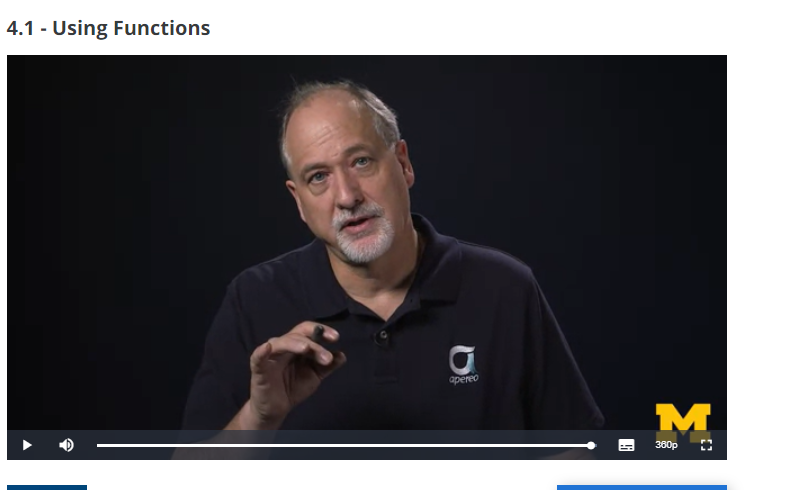 4.1 - Using Functions
apereo
M
360p